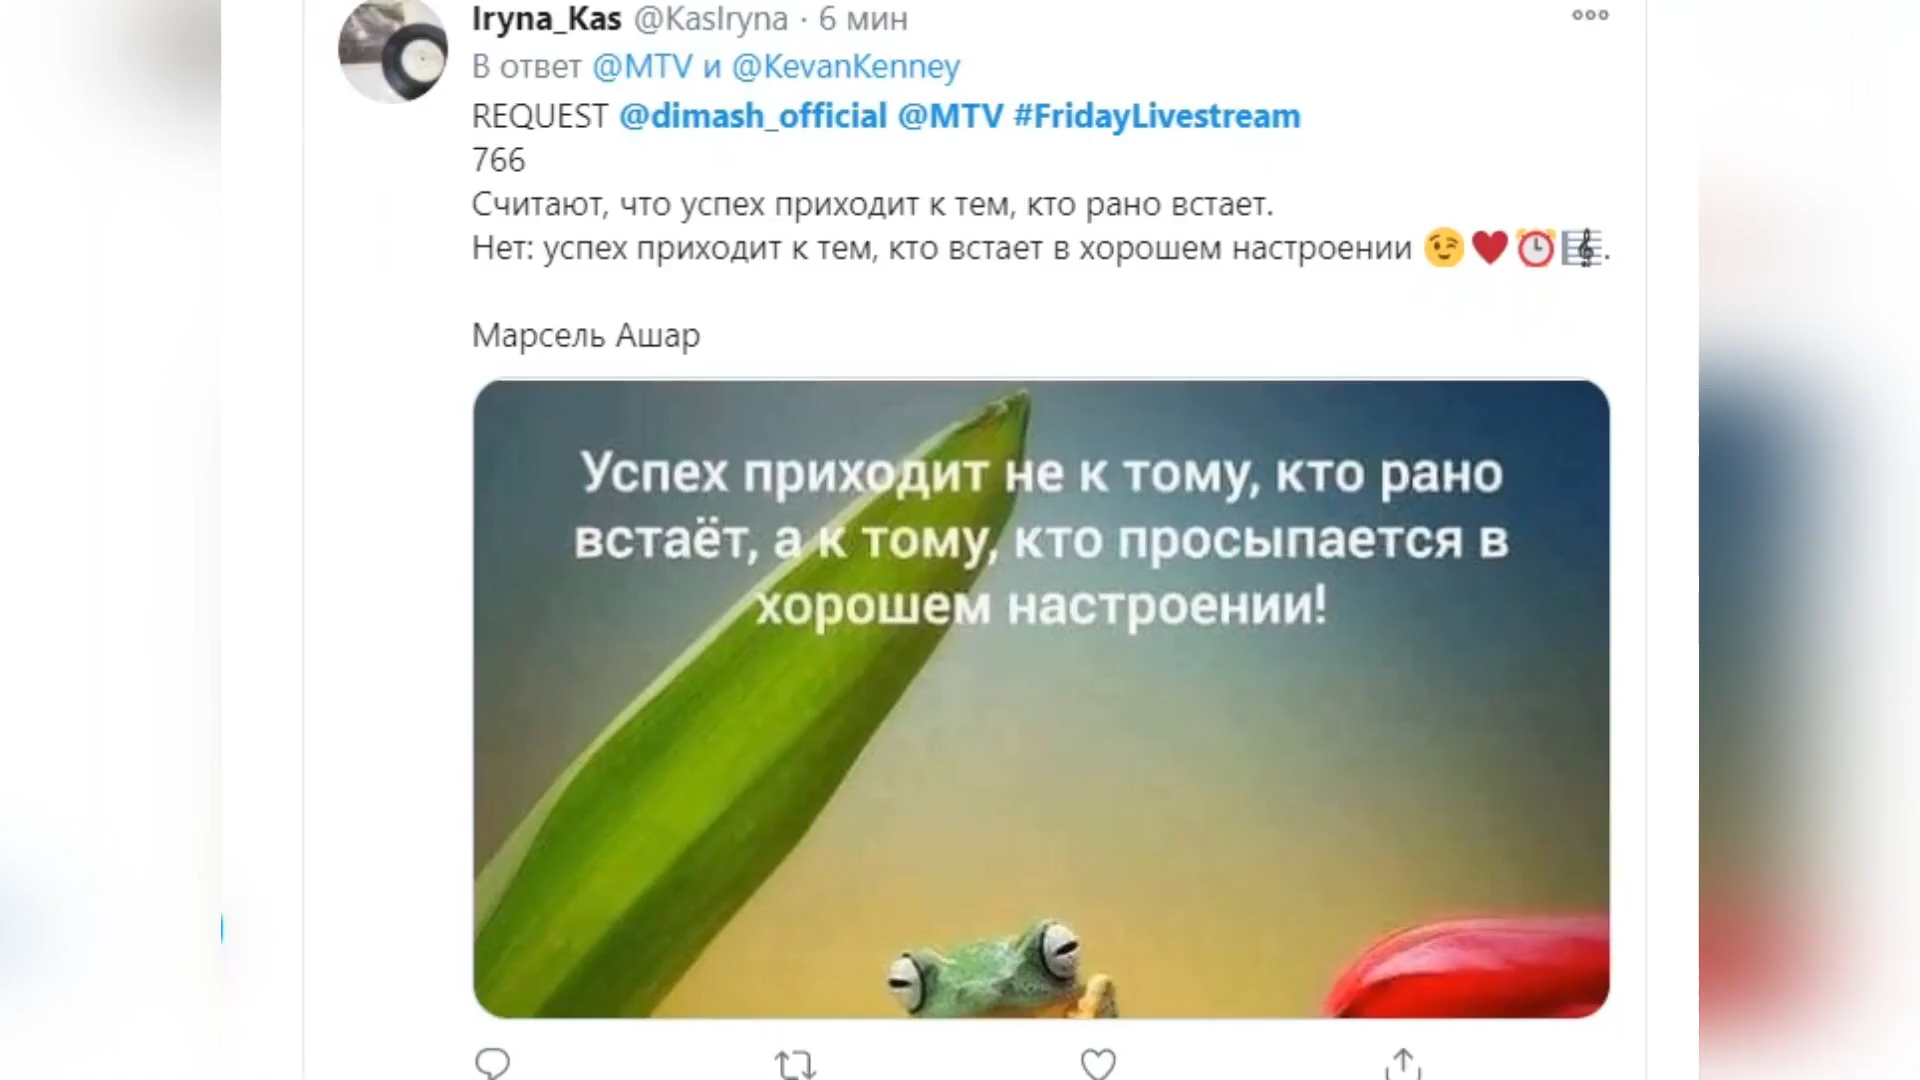 Iryna_Kas @KasIryna · 6 мин
В ответ @MTV и @KevanKenney
REQUEST @dimash_official @MTV #FridayLivestream
766
Считают, что успех приходит к тем, кто рано встает.
Нет: успех приходит к тем, кто встает в хорошем настроении 😉❤️⏰🎼.
Марсель Ашар
Успех приходит не к тому, кто рано
встаёт, а к тому, кто просыпается в
хорошем настроении!